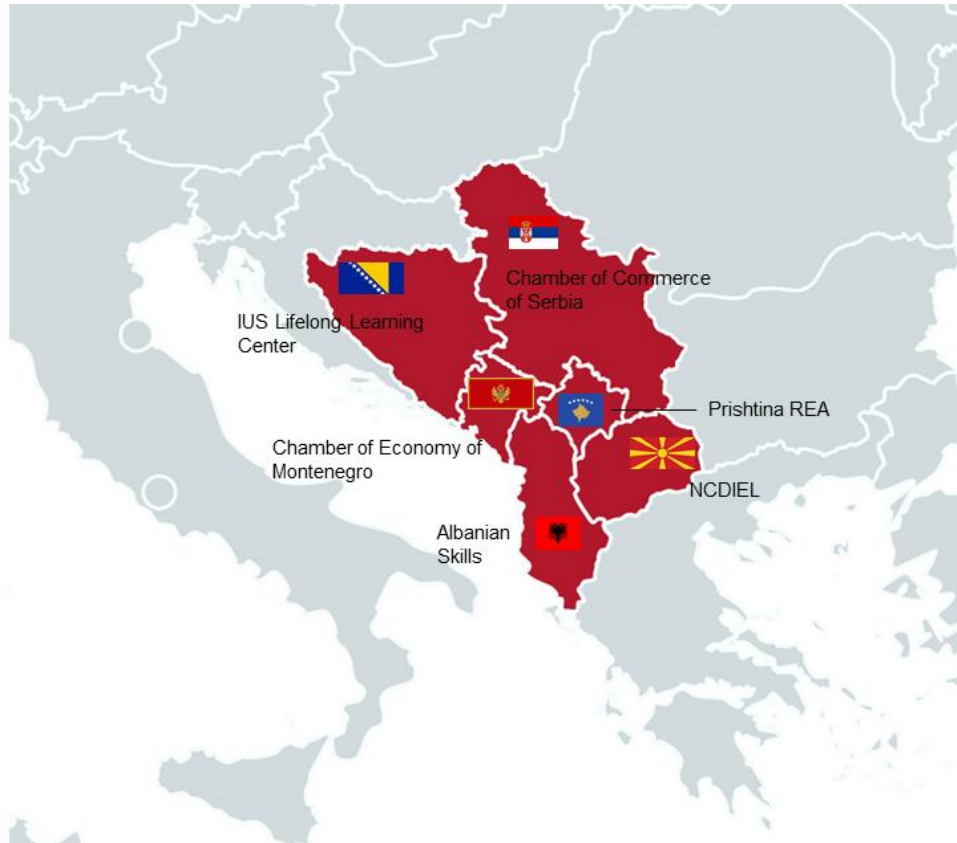 Chamber of Commerce
of Serbia
IUS Lifelong Learning
Center
Prishtina REA
Chamber of Economy of
Montenegro
NCDIEL
Albanian
Skills